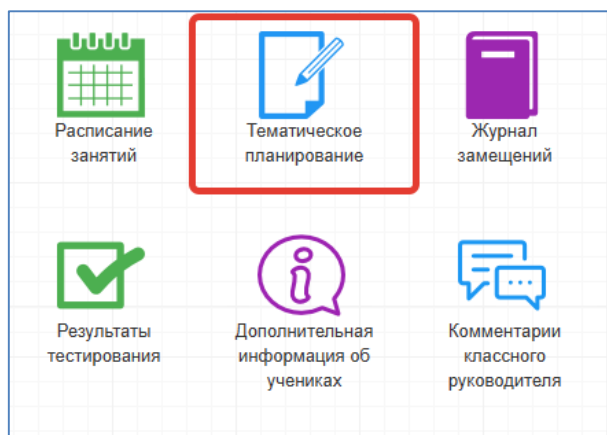 Расписание
занятий
Тематическое
планирование
Журнал
замещений
Результаты
тестирования
Дополнительная
информация об
учениках
Комментарии
классного
руководителя